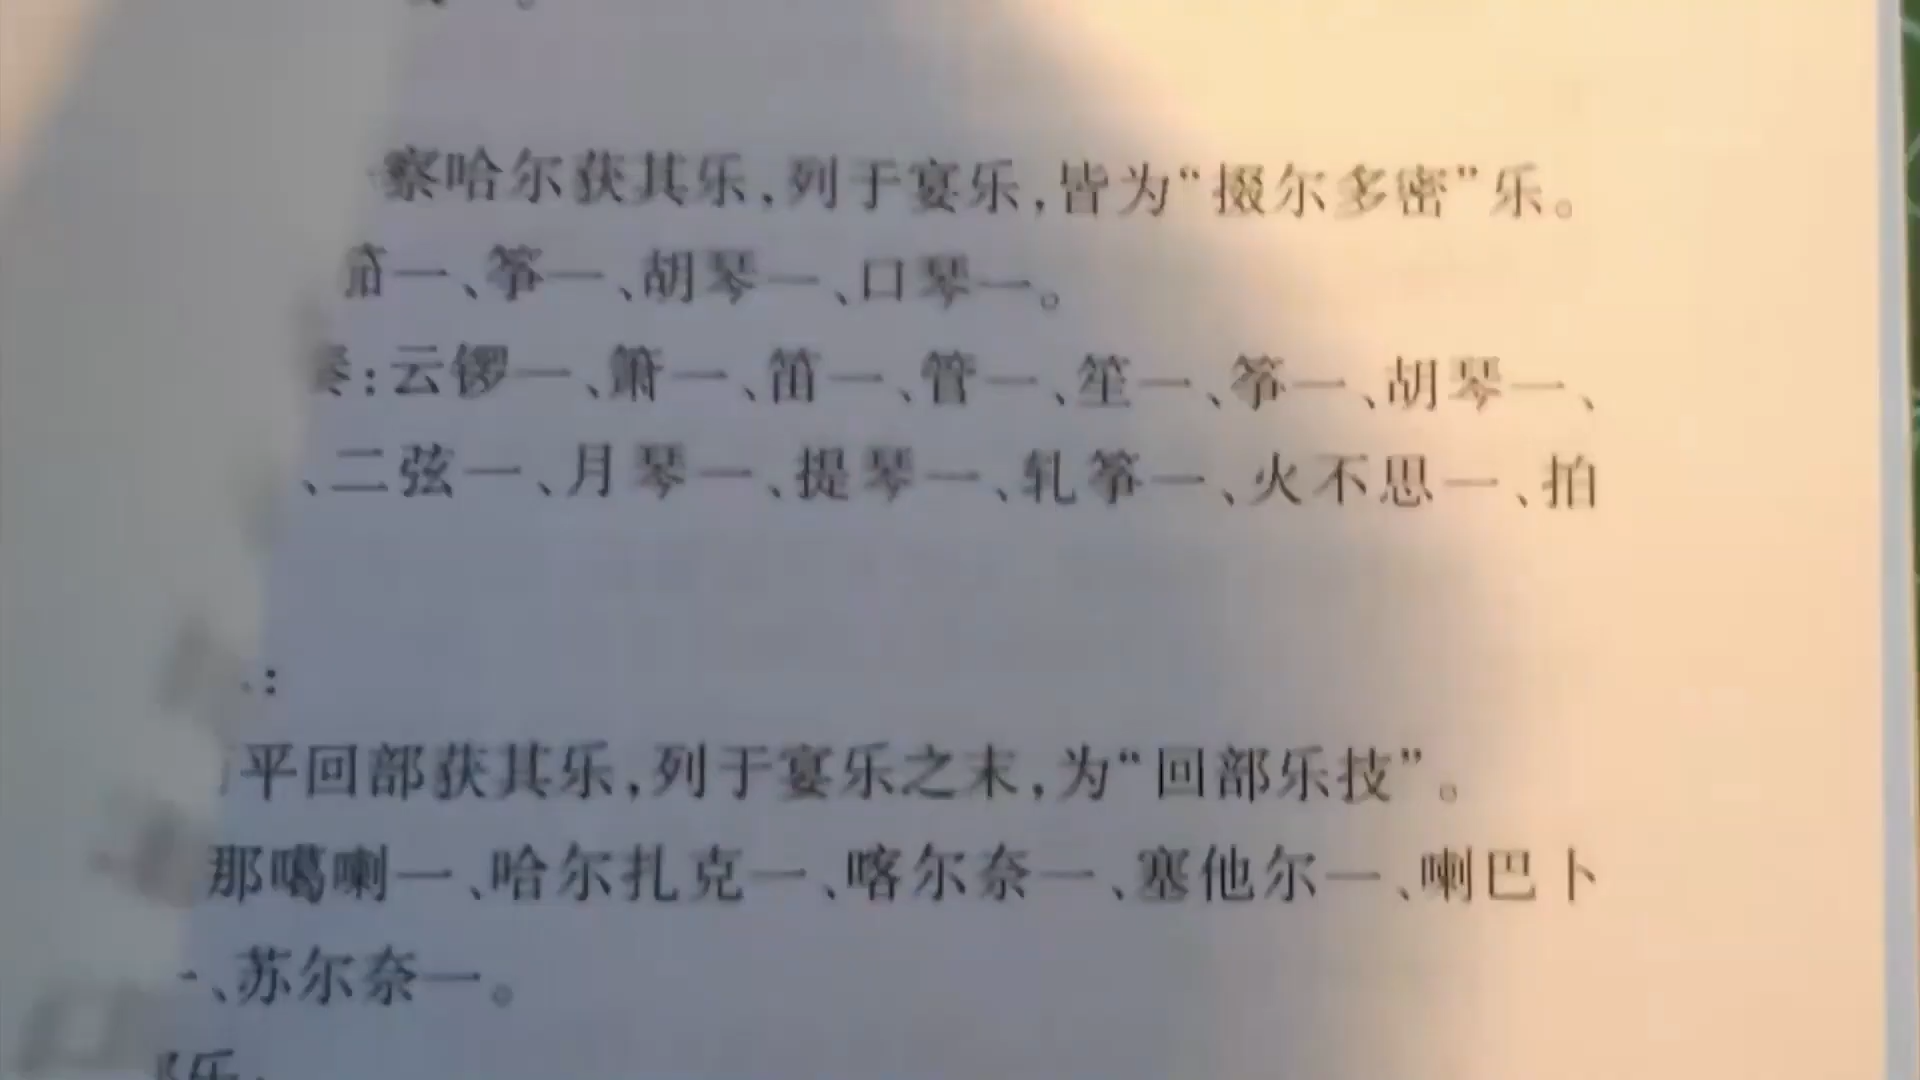 察哈尔获其乐，列于宴乐，皆为“掇尔多密”乐。
一、筝一、胡琴一、口琴一。
：云锣一、箫一、笛一、管一、笙一、筝一、胡琴一、
、二弦一、月琴一、提琴一、轧筝一、火不思一、拍
：
平回部获其乐，列于宴乐之末，为“回部乐技”。
那噶喇一、哈尔扎克一、喀尔奈一、塞他尔一、喇巴卜
、苏尔奈一。
乐